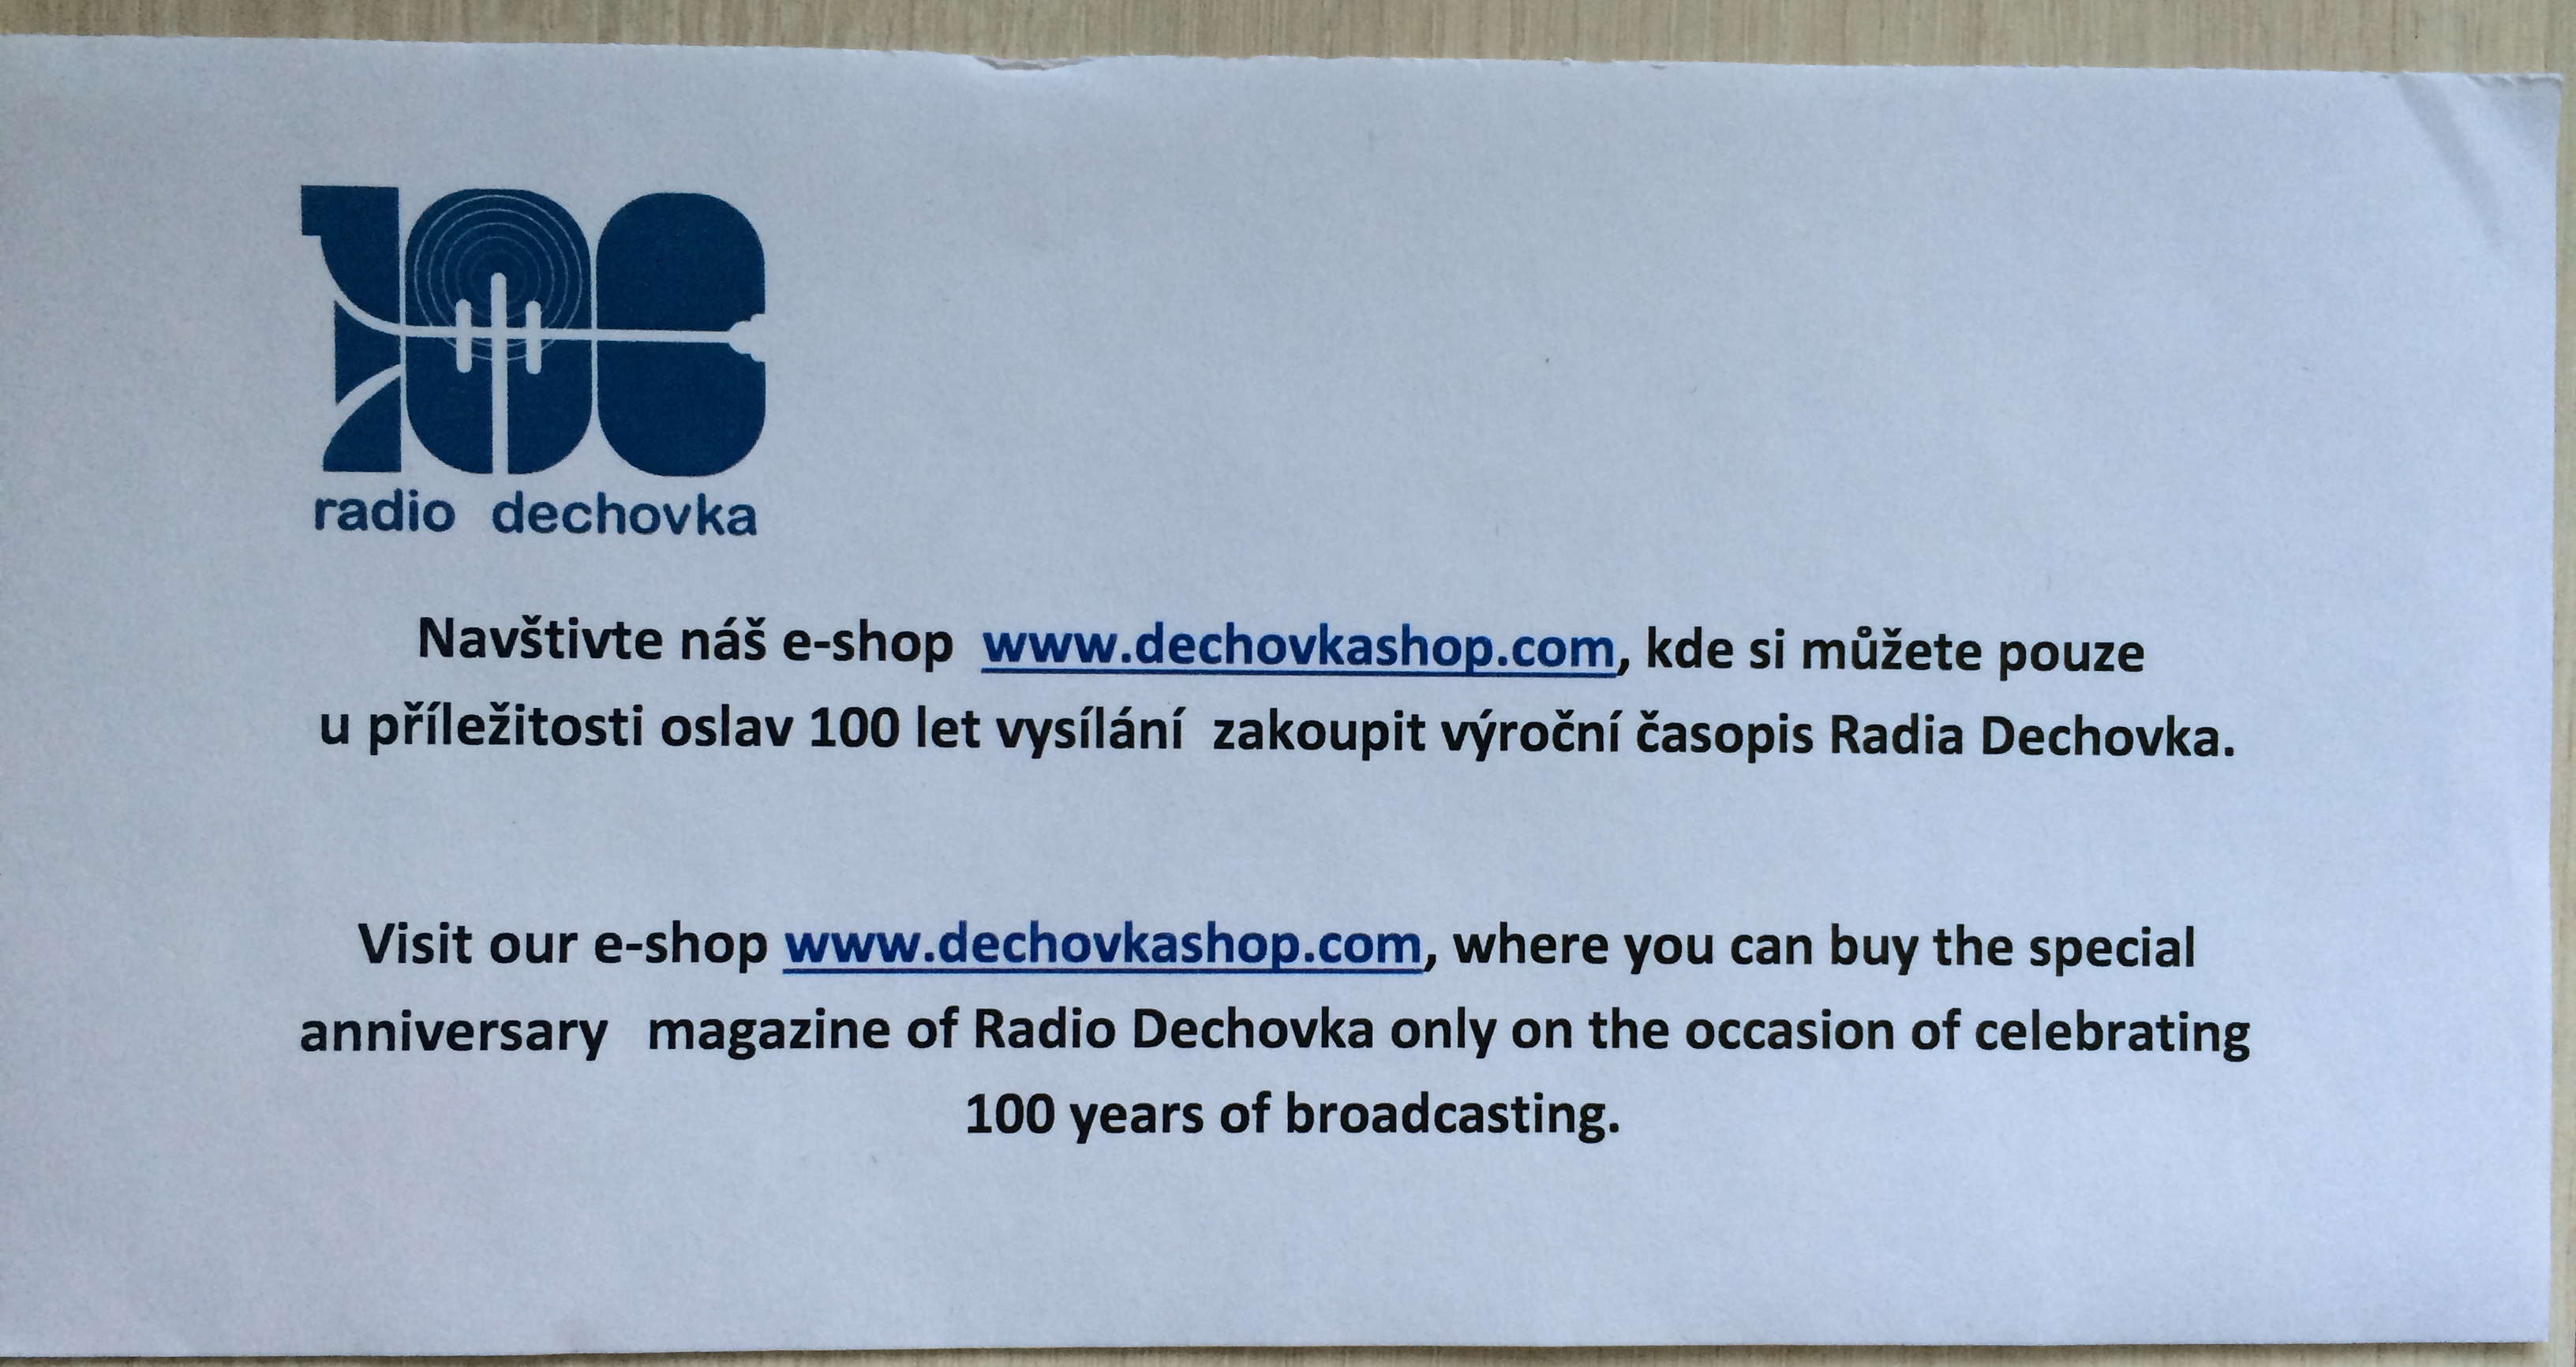 100
radio dechovka
Navštivte náš e-shop www.dechovkashop.com, kde si můžete pouze
u příležitosti oslav 100 let vysílání zakoupit výroční časopis Radia Dechovka.
Visit our e-shop www.dechovkashop.com, where you can buy the special
anniversary magazine of Radio Dechovka only on the occasion of celebrating
100 years of broadcasting.